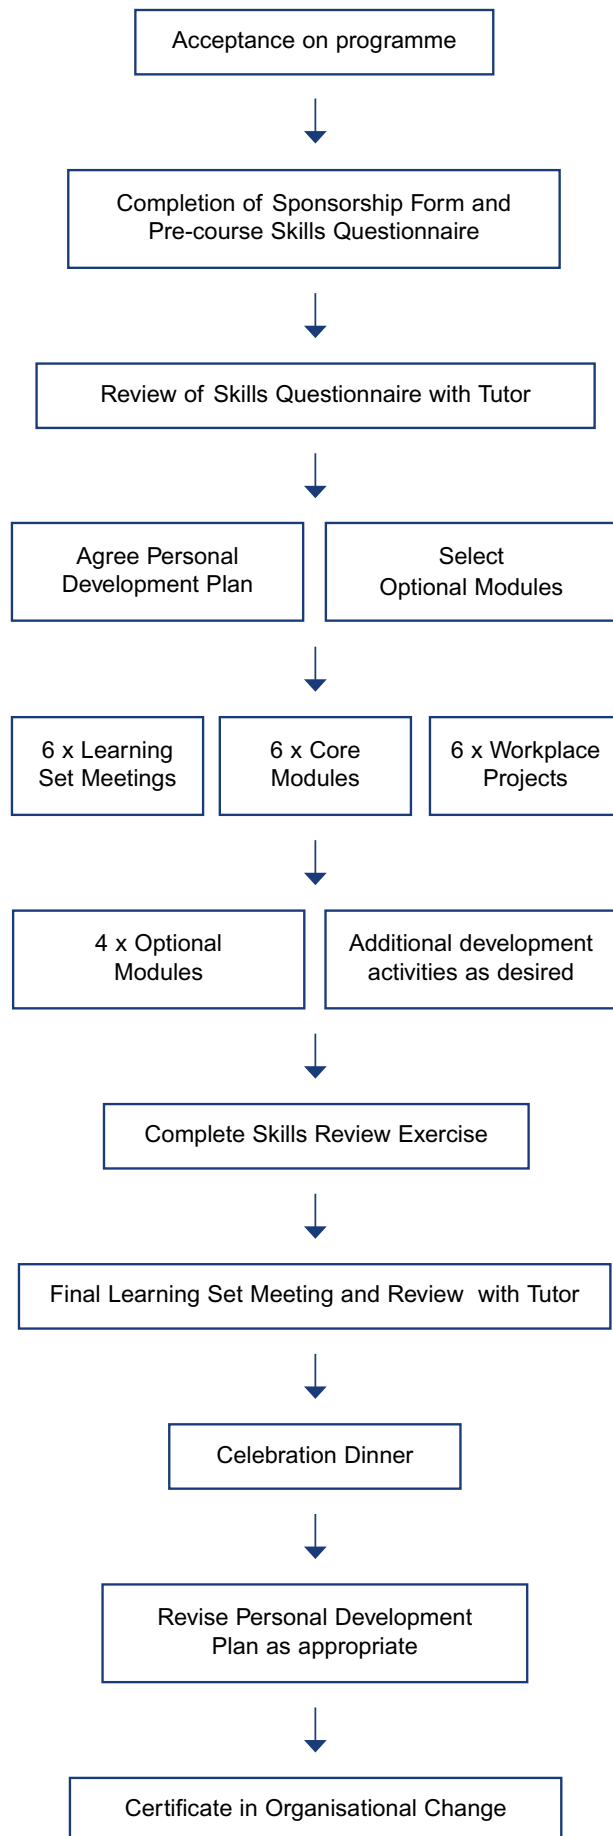 Acceptance on programme
Completion of Sponsorship Form and
Pre-course Skills Questionnaire
Review of Skills Questionnaire with Tutor
Agree Personal
Development Plan
Select
Optional Modules
6 x Learning
Set Meetings
6 x Core
Modules
6 x Workplace
Projects
4 x Optional
Modules
Additional development
activities as desired
Complete Skills Review Exercise
Final Learning Set Meeting and Review with Tutor
Celebration Dinner
Revise Personal Development
Plan as appropriate
Certificate in Organisational Change